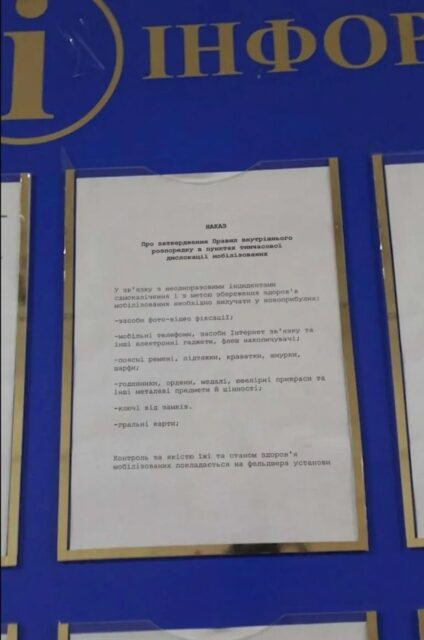 i ІНФОР
НАКАЗ
Про затвердження Правил внутрішнього
розпорядку в пунктах тимчасової
дислокації мобілізованих
У зв'язку з неодноразовими інцидентами
самокалічення і з метою збереження здоров'я
мобілізованих необхідно вилучати у новоприбулих:
-засоби фото-відео фіксації;
-мобільні телефони, засоби Інтернет зв'язку та
інші електронні гаджети, флеш накопичувачі;
-поясні ремені, підтяжки, краватки, шнурки,
шарфи;
-годинники, ордени, медалі, ювелірні прикраси та
інші металеві предмети й цінності;
-ключі від замків.
-гральні карти;
Контроль за якістю їжі та станом здоров'я
мобілізованих покладається на фельдшера установи